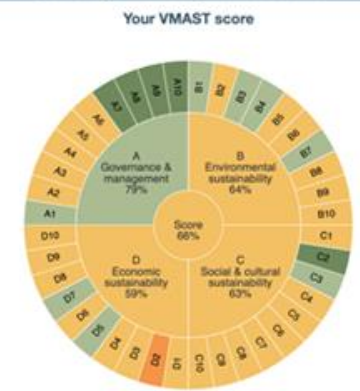 Your VMAST score
A
Governance &
management
79%
B
Environmental
sustainability
64%
Score
66%
D
Economic
sustainability
59%
C
Social & cultural
sustainability
63%
A1
A2
A3
A4
A5
A6
A7
A8
A9
A10
B1
B2
B3
B4
B5
B6
B7
B8
B9
B10
C1
C2
C3
C4
C5
C6
C7
C8
C9
C10
D1
D2
D3
D4
D5
D6
D7
D8
D9
D10